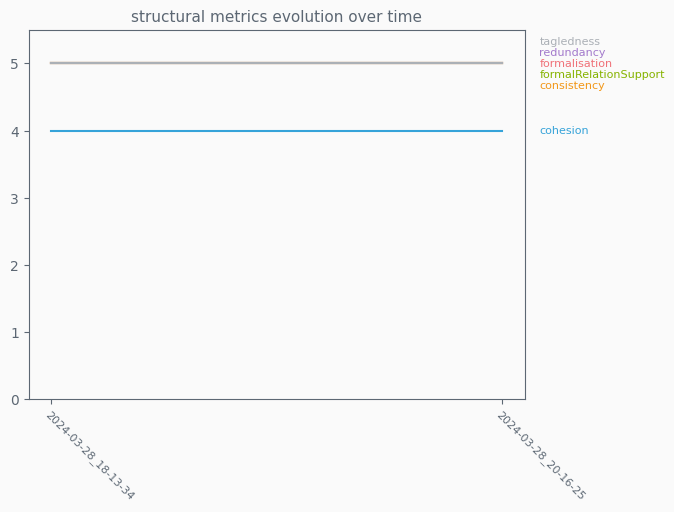 structural metrics evolution over time
tagledness
redundancy
formalisation
formalRelationSupport
consistency
cohesion
5
4
3
2
1
0
2024-03-28_18-13-34
2024-03-28_20-16-25